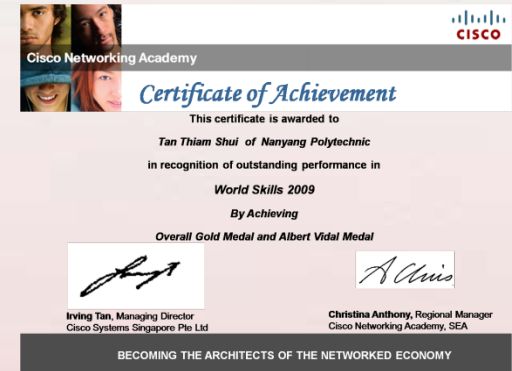 CISCO
Cisco Networking Academy
Certificate of Achievement
This certificate is awarded to
Tan Thiam Shui of Nanyang Polytechnic
in recognition of outstanding performance in
World Skills 2009
By Achieving
Overall Gold Medal and Albert Vidal Medal
Irving Tan, Managing Director
Cisco Systems Singapore Pte Ltd
Christina Anthony, Regional Manager
Cisco Networking Academy, SEA
BECOMING THE ARCHITECTS OF THE NETWORKED ECONOMY